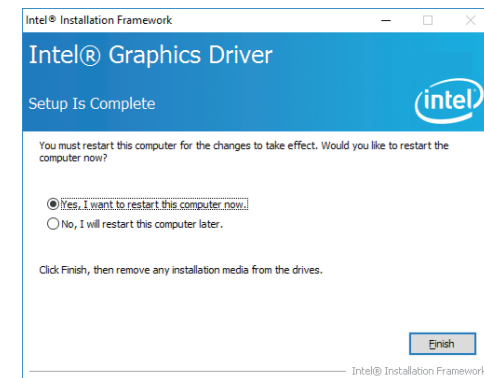 Intel® Installation Framework
Intel® Graphics Driver
Setup Is Complete
intel
You must restart this computer for the changes to take effect. Would you like to restart the
computer now?
Yes, I want to restart this computer now.
No, I will restart this computer later.
Click Finish, then remove any installation media from the drives.
Finish
Intel® Installation Framework